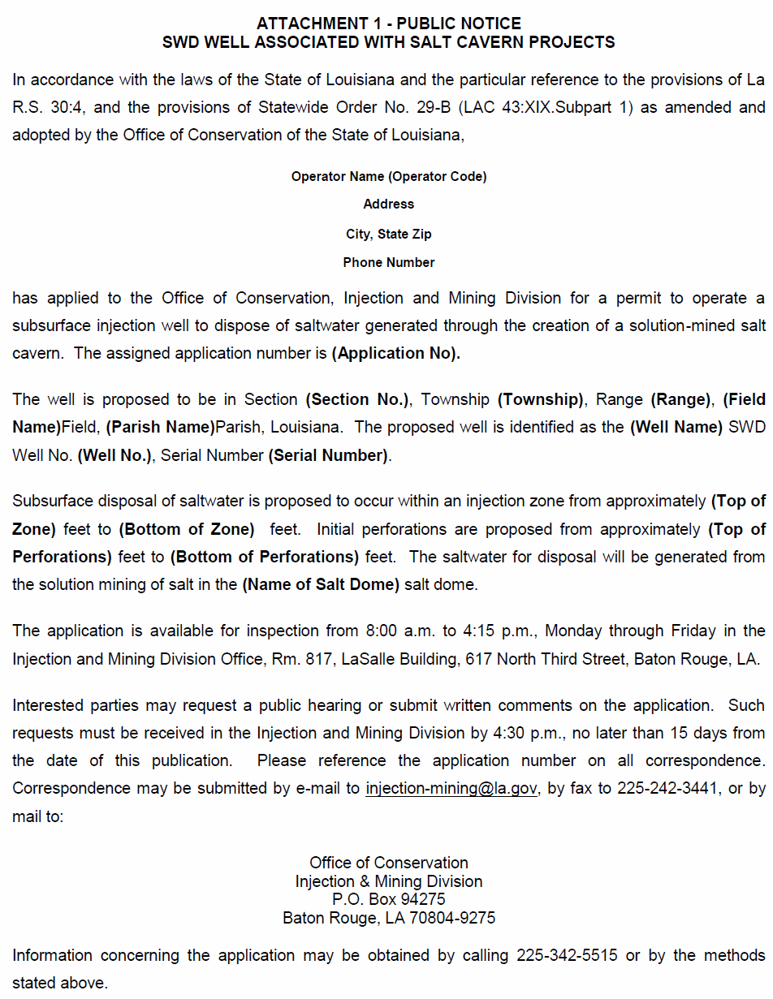 ATTACHMENT 1 - PUBLIC NOTICE
SWD WELL ASSOCIATED WITH SALT CAVERN PROJECTS
In accordance with the laws of the State of Louisiana and the particular reference to the provisions of La
R.S. 30:4, and the provisions of Statewide Order No. 29-B (LAC 43:XIX.Subpart 1) as amended and
adopted by the Office of Conservation of the State of Louisiana,
Operator Name (Operator Code)
Address
City, State Zip
Phone Number
has applied to the Office of Conservation, Injection and Mining Division for a permit to operate a
subsurface injection well to dispose of saltwater generated through the creation of a solution-mined salt
cavern. The assigned application number is (Application No).
The well is proposed to be in Section (Section No.), Township (Township), Range (Range), (Field
Name)Field, (Parish Name)Parish, Louisiana. The proposed well is identified as the (Well Name) SWD
Well No. (Well No.), Serial Number (Serial Number).
Subsurface disposal of saltwater is proposed to occur within an injection zone from approximately (Top of
Zone) feet to (Bottom of Zone) feet. Initial perforations are proposed from approximately (Top of
Perforations) feet to (Bottom of Perforations) feet. The saltwater for disposal will be generated from
the solution mining of salt in the (Name of Salt Dome) salt dome.
The application is available for inspection from 8:00 a.m. to 4:15 p.m., Monday through Friday in the
Injection and Mining Division Office, Rm. 817, LaSalle Building, 617 North Third Street, Baton Rouge, LA.
Interested parties may request a public hearing or submit written comments on the application. Such
requests must be received in the Injection and Mining Division by 4:30 p.m., no later than 15 days from
the date of this publication. Please reference the application number on all correspondence.
Correspondence may be submitted by e-mail to injection-mining@la.gov, by fax to 225-242-3441, or by
mail to:
Office of Conservation
Injection & Mining Division
P.O. Box 94275
Baton Rouge, LA 70804-9275
Information concerning the application may be obtained by calling 225-342-5515 or by the methods
stated above.